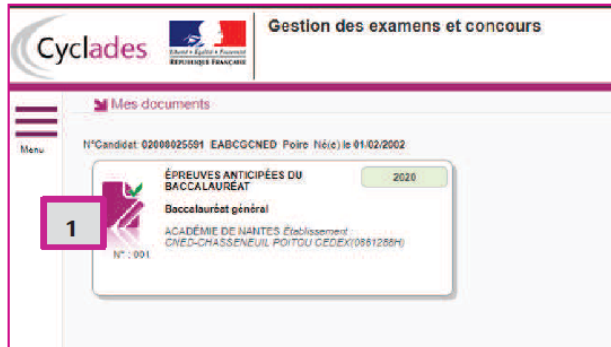 Cyclades
Liberté • Égalité • Fraternité
RÉPUBLIQUE FRANÇAISE
Gestion des examens et concours
Menu
Mes documents
N°Candidat: 02008025591 EABCGCNED Poire Né(e) le 01/02/2002
1
N° : 001
ÉPREUVES ANTICIPÉES DU
BACCALAURÉAT
2020
Baccalauréat général
ACADÉMIE DE NANTES Établissement :
CNED-CHASSENEUIL POITOU CEDEX(0861288H)